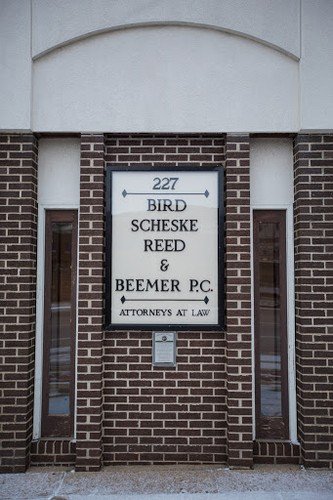 227
BIRD
SCHESKE
REED
&
BEEMER P.C.
ATTORNEYS AT LAW